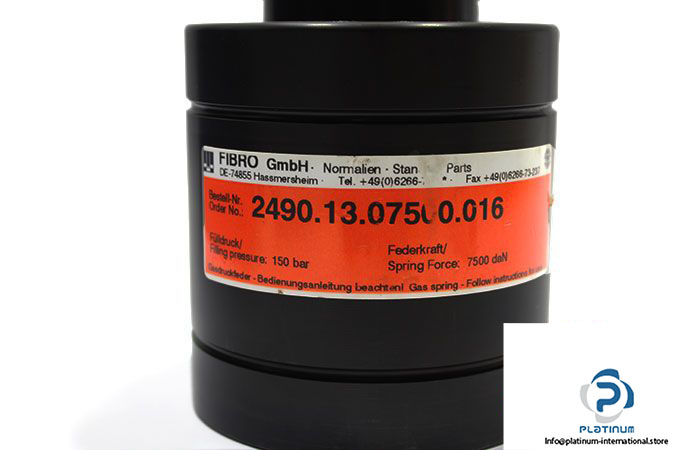 FIBRO GmbH · Normalien · Stan Parts
DE-74855 Hassmersheim · Tel. +49(0)6266- · Fax +49(0)6266-73-237
Bestell-Nr.
Order No.: 2490.13.07500.016
Fülldruck/
Filling pressure: 150 bar
Federkraft/
Spring Force: 7500 daN
Gasdruckfeder - Bedienungsanleitung beachten! Gas spring - Follow instructions for use!
PLATINUM
Info@platinum-international.store